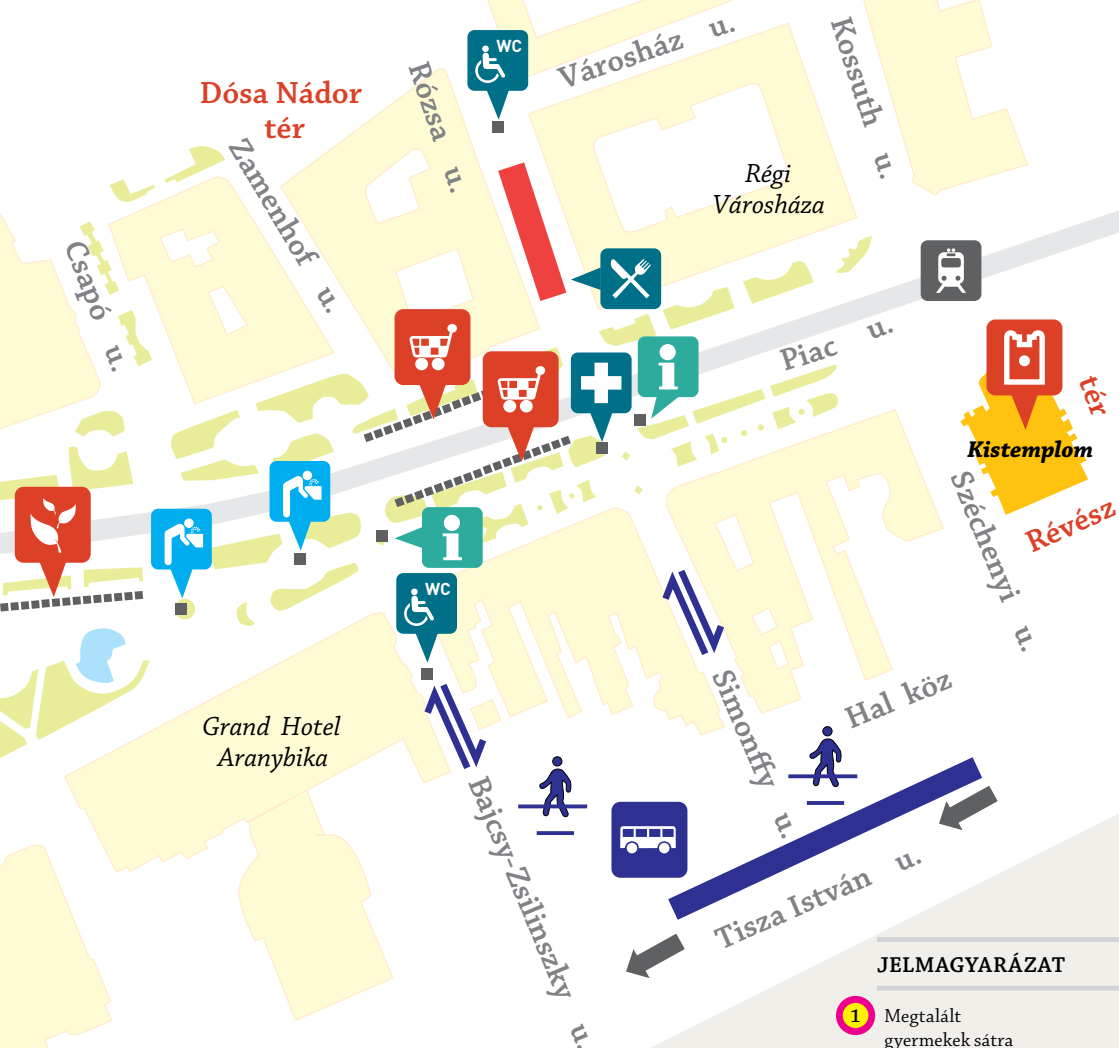 WC
Városház u.
Kossuth u.
Rózsa u.
Dósa Nádor
tér
Zamenhof u.
Régi
Városháza
Csapó u.
Piac u.
tér
Kistemplom
Révész
Széchenyi u.
i
i
WC
Grand Hotel
Aranybika
Simonffy u.
Hal köz
Bajcsy-Zsilinszky u.
Tisza István u.
JELMAGYARÁZAT
1 Megtalált
gyermekek sátra